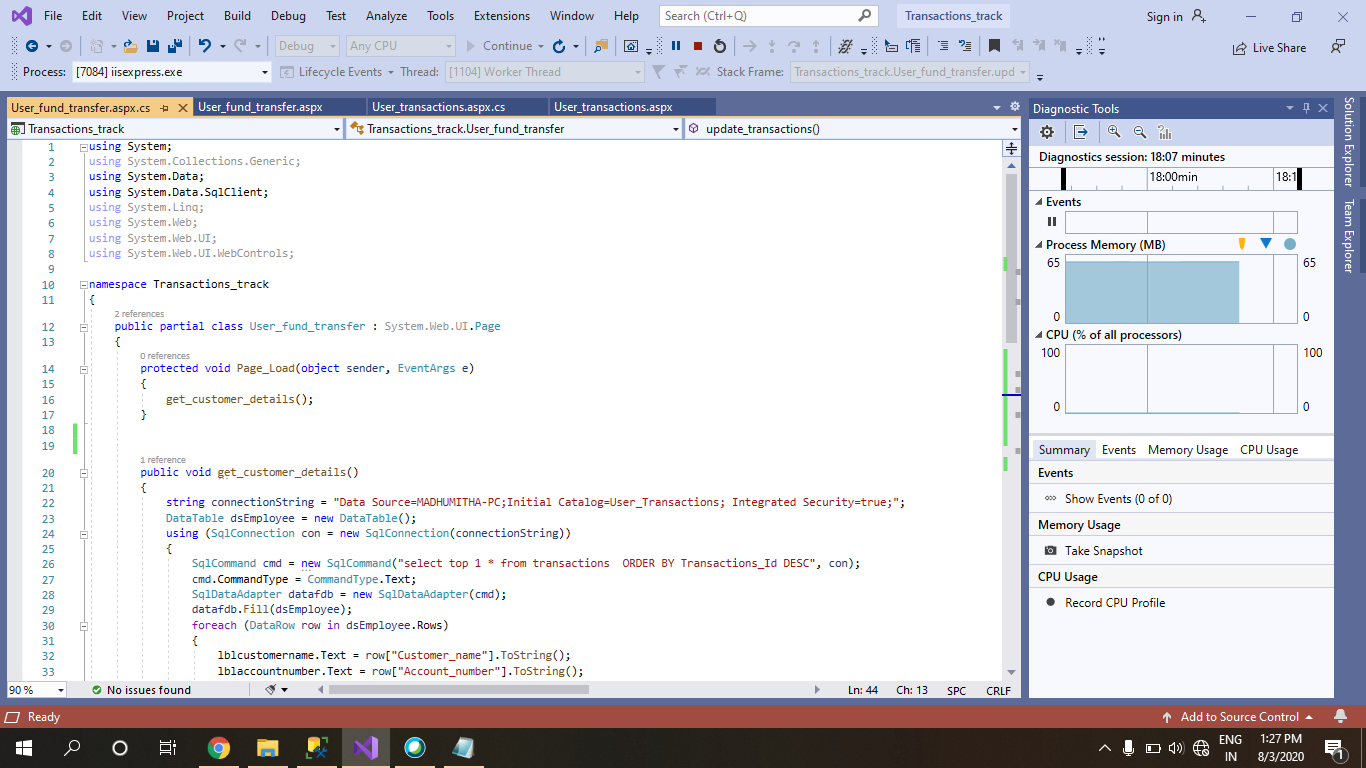 File Edit View Project Build Debug Test Analyze Tools Extensions Window Help Search (Ctrl+Q) Transactions_track Sign in
Debug Any CPU Continue Live Share
Process: [7084] iisexpress.exe Lifecycle Events Thread: [1104] Worker Thread Stack Frame: Transactions_track.User_fund_transfer.upd
User_fund_transfer.aspx.cs User_fund_transfer.aspx User_transactions.aspx.cs User_transactions.aspx
Transactions_track Transactions_track.User_fund_transfer update_transactions()
1 using System;
2 using System.Collections.Generic;
3 using System.Data;
4 using System.Data.SqlClient;
5 using System.Linq;
6 using System.Web;
7 using System.Web.UI;
8 using System.Web.UI.WebControls;
9
10 namespace Transactions_track
11 {
2 references
12 public partial class User_fund_transfer : System.Web.UI.Page
13 {
0 references
14 protected void Page_Load(object sender, EventArgs e)
15 {
16 get_customer_details();
17 }
18
19
1 reference
20 public void get_customer_details()
21 {
22 string connectionString = "Data Source=MADHUMITHA-PC;Initial Catalog=User_Transactions; Integrated Security=true;";
23 DataTable dsEmployee = new DataTable();
24 using (SqlConnection con = new SqlConnection(connectionString))
25 {
26 SqlCommand cmd = new SqlCommand("select top 1 * from transactions  ORDER BY Transactions_Id DESC", con);
27 cmd.CommandType = CommandType.Text;
28 SqlDataAdapter datafdb = new SqlDataAdapter(cmd);
29 datafdb.Fill(dsEmployee);
30 foreach (DataRow row in dsEmployee.Rows)
31 {
32 lblcustomername.Text = row["Customer_name"].ToString();
33 lblaccountnumber.Text = row["Account_number"].ToString();
90 % No issues found Ln: 44 Ch: 13 SPC CRLF
Diagnostic Tools
Diagnostics session: 18:07 minutes
18:00min 18:1
Events
Process Memory (MB)
65 65
0 0
CPU (% of all processors)
100 100
0 0
Summary Events Memory Usage CPU Usage
Events
Show Events (0 of 0)
Memory Usage
Take Snapshot
CPU Usage
Record CPU Profile
Solution Explorer
Team Explorer
Ready Add to Source Control
ENG
IN
1:27 PM
8/3/2020
1